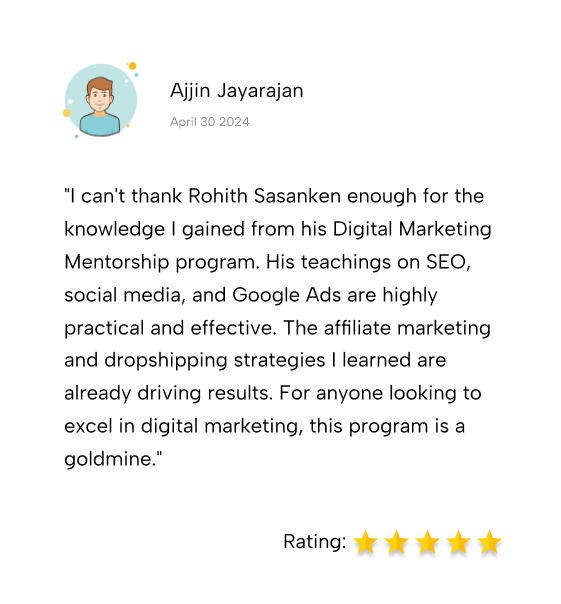 Ajjin Jayarajan
April 30 2024
"I can't thank Rohith Sasanken enough for the
knowledge I gained from his Digital Marketing
Mentorship program. His teachings on SEO,
social media, and Google Ads are highly
practical and effective. The affiliate marketing
and dropshipping strategies I learned are
already driving results. For anyone looking to
excel in digital marketing, this program is a
goldmine."
Rating: